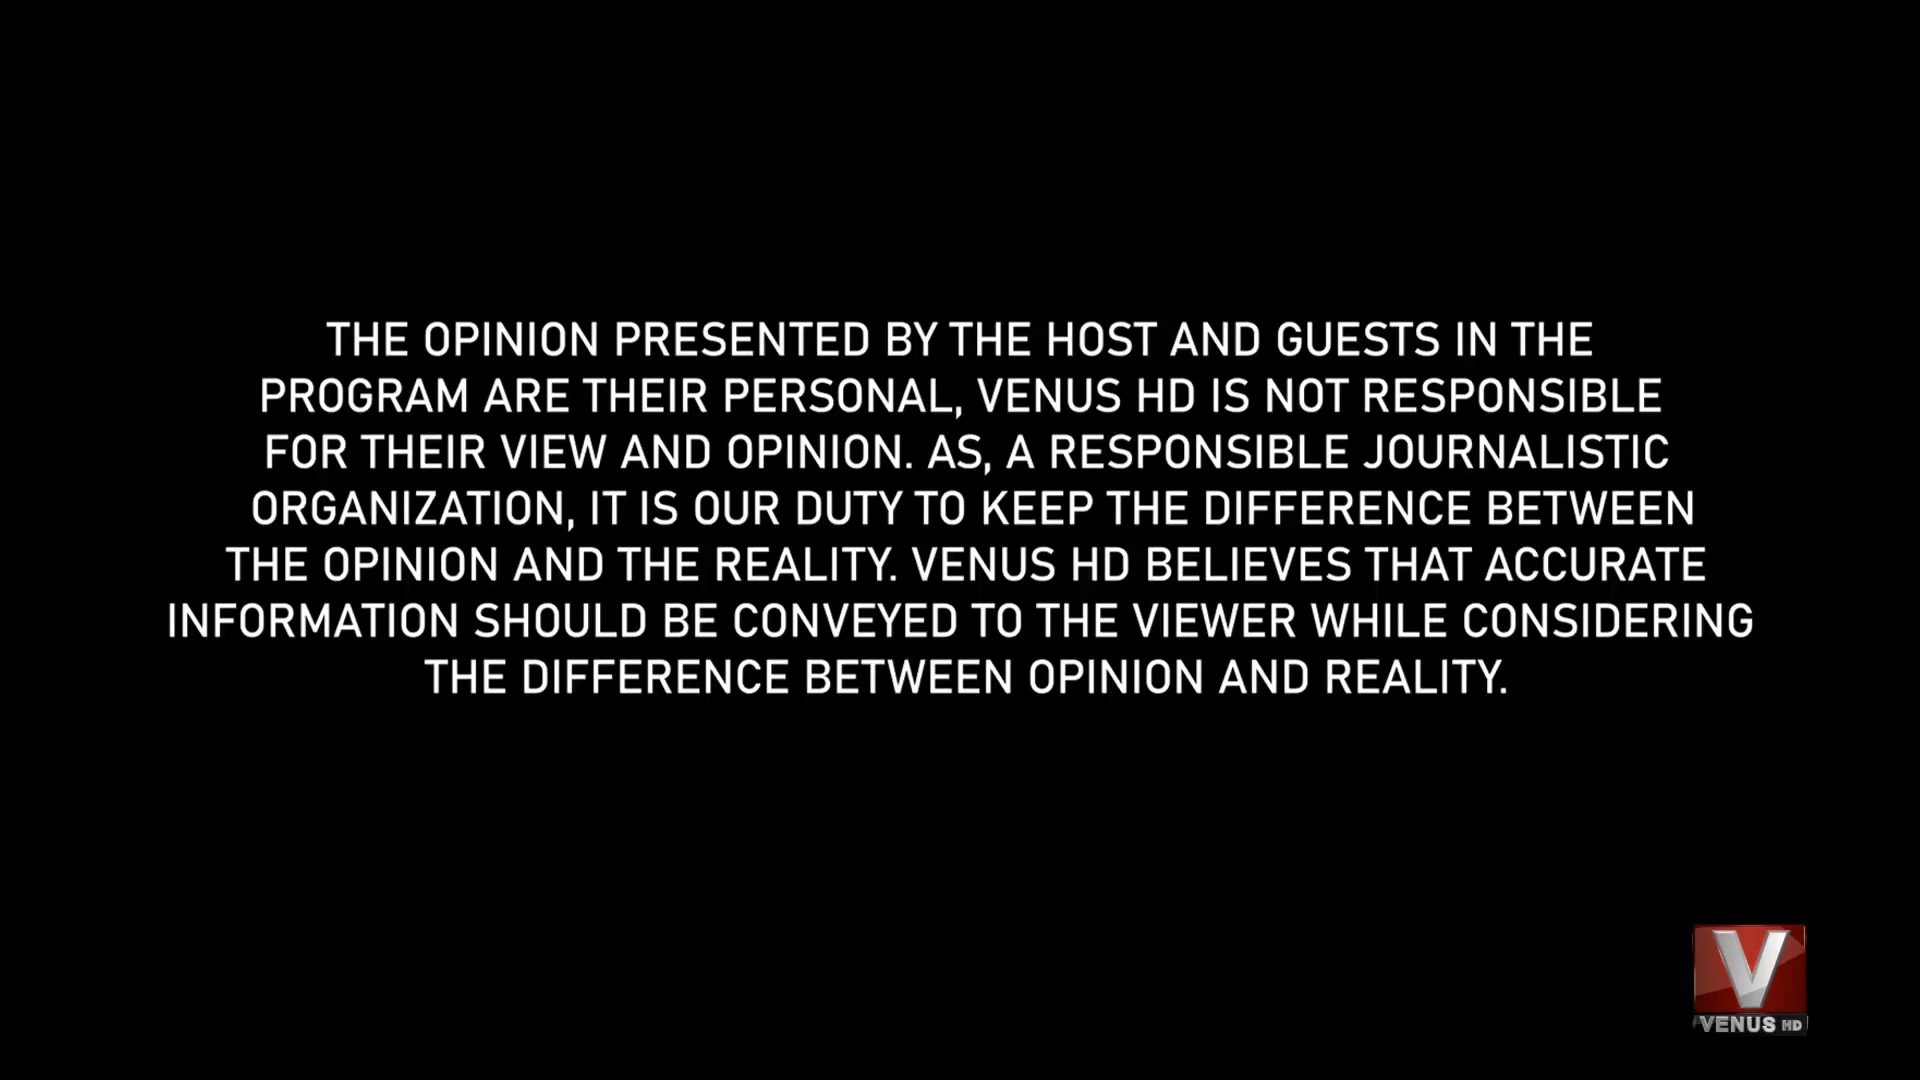 THE OPINION PRESENTED BY THE HOST AND GUESTS IN THE
PROGRAM ARE THEIR PERSONAL, VENUS HD IS NOT RESPONSIBLE
FOR THEIR VIEW AND OPINION. AS, A RESPONSIBLE JOURNALISTIC
ORGANIZATION, IT IS OUR DUTY TO KEEP THE DIFFERENCE BETWEEN
THE OPINION AND THE REALITY. VENUS HD BELIEVES THAT ACCURATE
INFORMATION SHOULD BE CONVEYED TO THE VIEWER WHILE CONSIDERING
THE DIFFERENCE BETWEEN OPINION AND REALITY.
V
VENUS HD